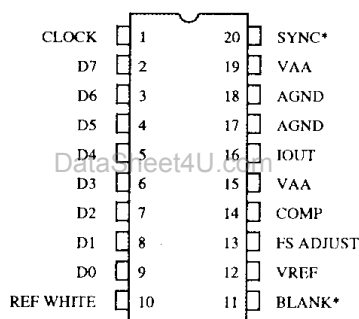 CLOCK 1 20 SYNC*
D7 2 19 VAA
D6 3 18 AGND
D5 4 17 AGND
D4 5 16 IOUT
DataSheet4U.com
D3 6 15 VAA
D2 7 14 COMP
D1 8 13 FS ADJUST
D0 9 12 VREF
REF WHITE 10 11 BLANK*